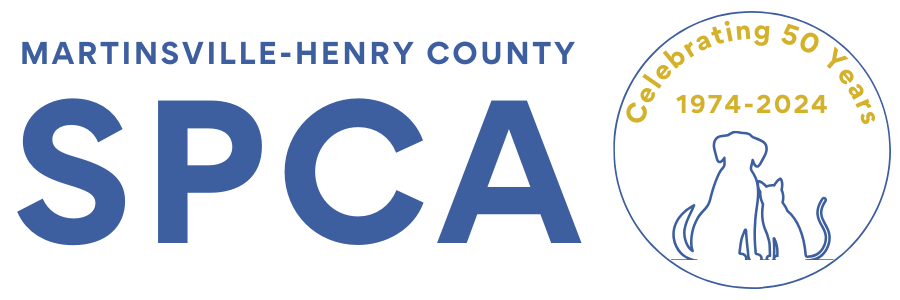 MARTINSVILLE-HENRY COUNTY
SPCA
Celebrating 50 Years
1974-2024